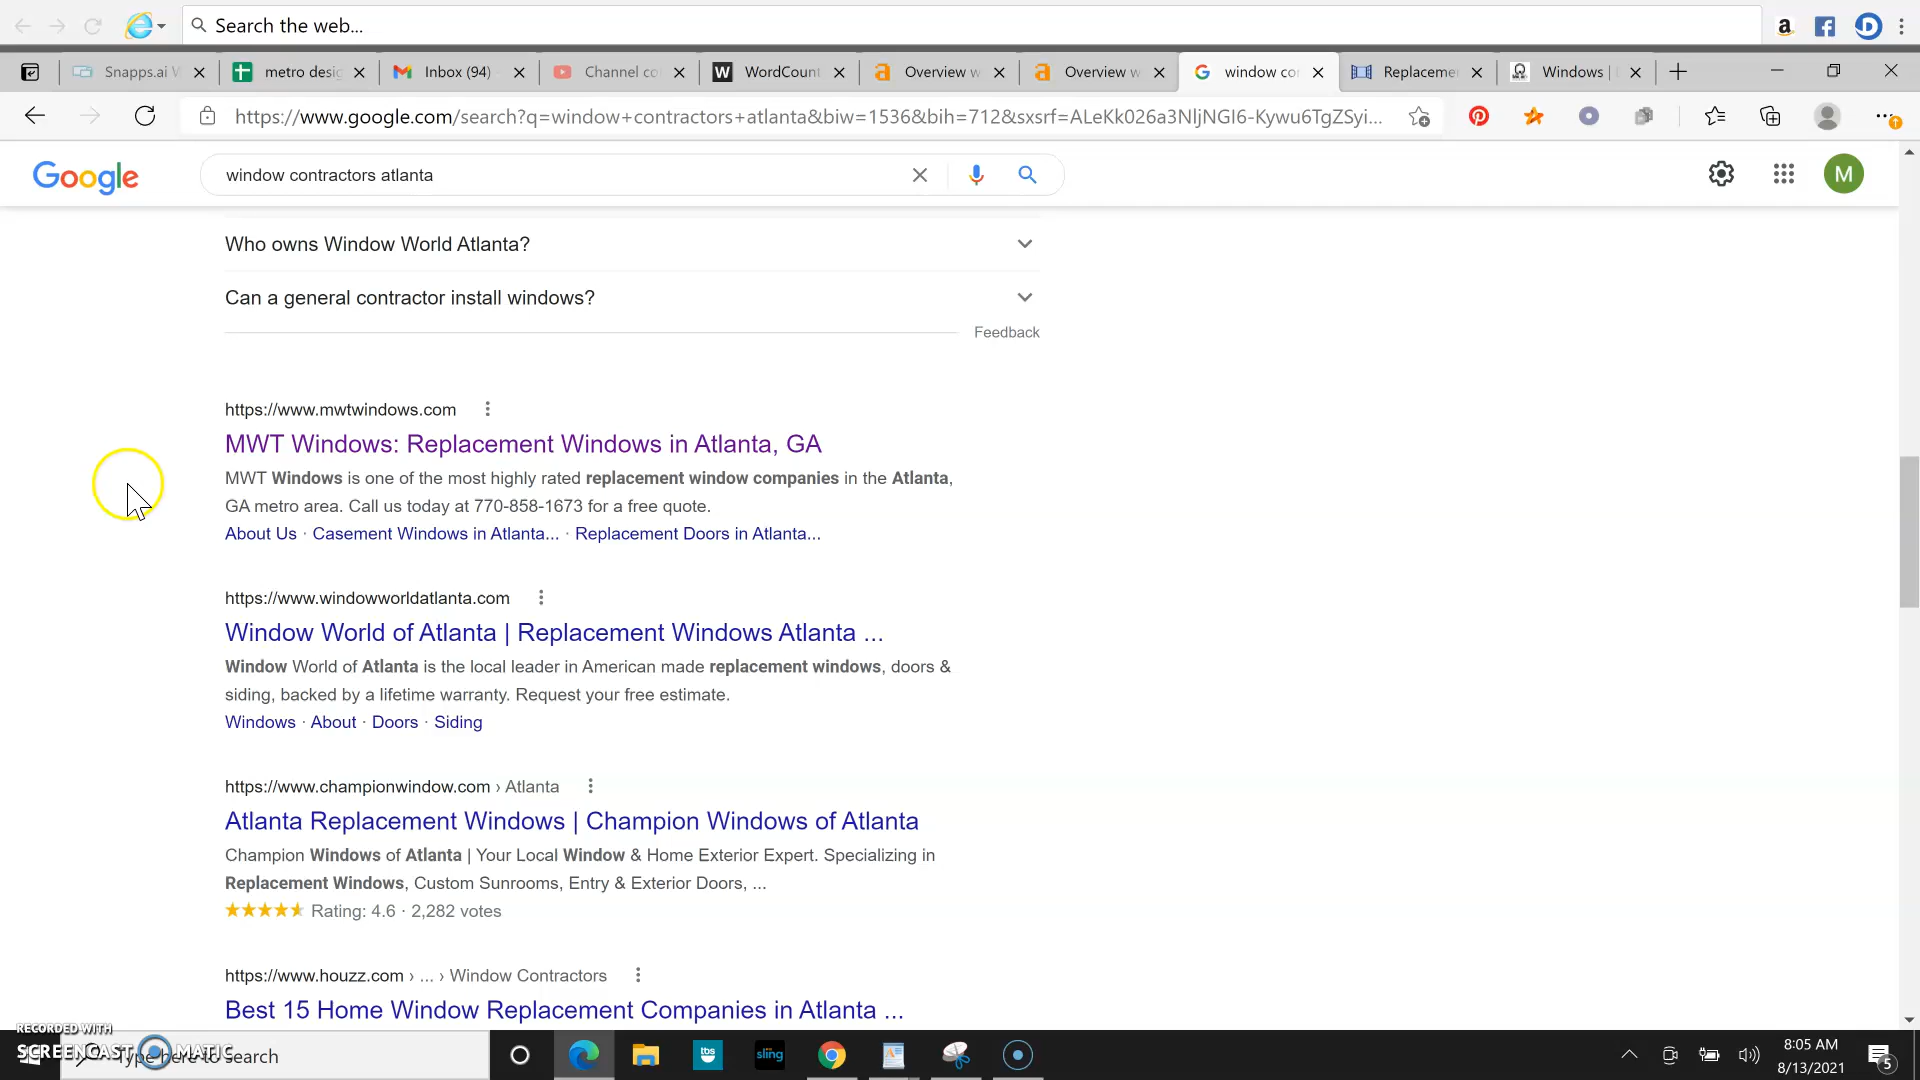 Search the web...
Snapps.ai W
metro desig
Inbox (94)
Channel co
WordCount
Overview w
Overview w
window co
Replaceme
Windows |
https://www.google.com/search?q=window+contractors+atlanta&biw=1536&bih=712&sxsrf=ALeKk026a3NljNGI6-Kywu6TgZSyi...
Google
window contractors atlanta
M
Who owns Window World Atlanta?
Can a general contractor install windows?
Feedback
https://www.mwtwindows.com
MWT Windows: Replacement Windows in Atlanta, GA
MWT Windows is one of the most highly rated replacement window companies in the Atlanta,
GA metro area. Call us today at 770-858-1673 for a free quote.
About Us · Casement Windows in Atlanta... · Replacement Doors in Atlanta...
https://www.windowworldatlanta.com
Window World of Atlanta | Replacement Windows Atlanta ...
Window World of Atlanta is the local leader in American made replacement windows, doors &
siding, backed by a lifetime warranty. Request your free estimate.
Windows · About · Doors · Siding
https://www.championwindow.com › Atlanta
Atlanta Replacement Windows | Champion Windows of Atlanta
Champion Windows of Atlanta | Your Local Window & Home Exterior Expert. Specializing in
Replacement Windows, Custom Sunrooms, Entry & Exterior Doors, ...
Rating: 4.6 · 2,282 votes
https://www.houzz.com › ... › Window Contractors
Best 15 Home Window Replacement Companies in Atlanta ...
RECORDED WITH
SCREENCAST MATIC
Type here to search
tbs
sling
8:05 AM
8/13/2021
5